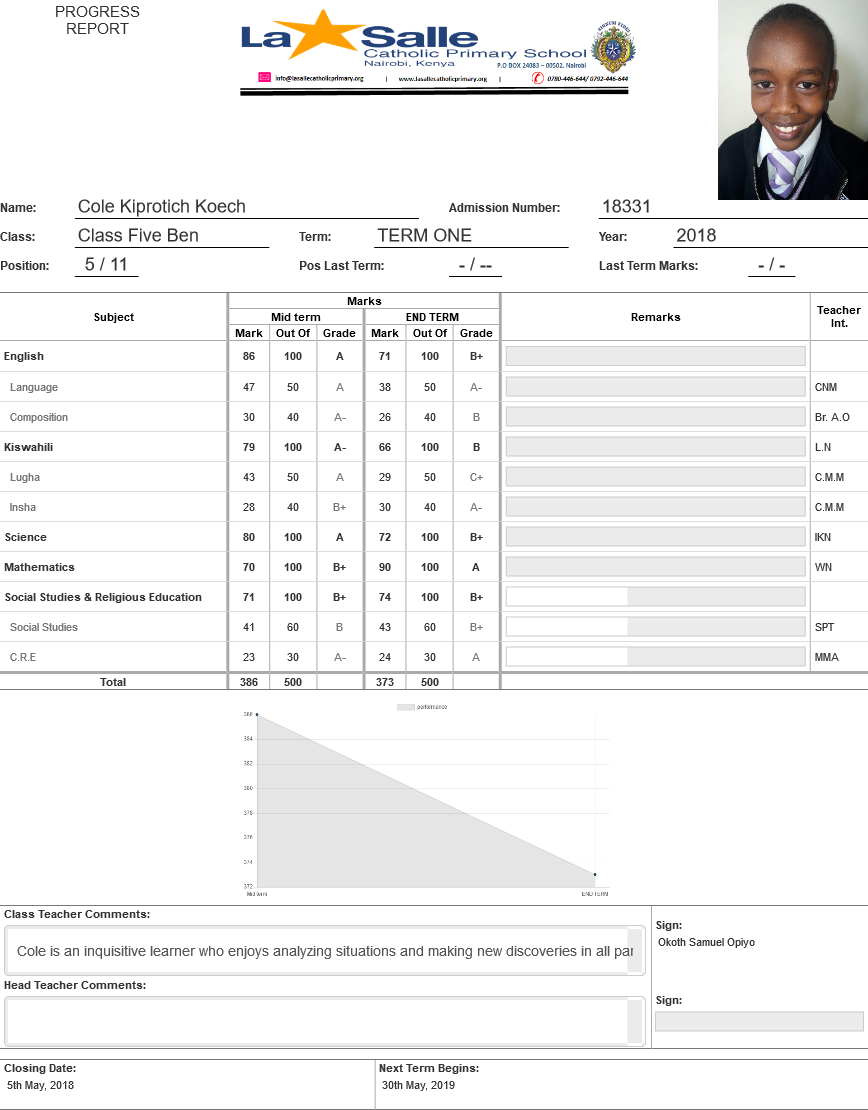 PROGRESS
REPORT
La Salle
Catholic Primary School
Nairobi, Kenya
P.O BOX 24083 – 00502, Nairobi
info@lasallecatholicprimary.org | www.lasallecatholicprimary.org | 0780-446-644/ 0792-446-644
Name: Cole Kiprotich Koech Admission Number: 18331
Class: Class Five Ben Term: TERM ONE Year: 2018
Position: 5 / 11 Pos Last Term: - / -- Last Term Marks: - / -
Subject Marks Remarks Teacher Int.
Mid term END TERM
Mark Out Of Grade Mark Out Of Grade
English 86 100 A 71 100 B+
Language 47 50 A 38 50 A- CNM
Composition 30 40 A- 26 40 B Br. A.O
Kiswahili 79 100 A- 66 100 B L.N
Lugha 43 50 A 29 50 C+ C.M.M
Insha 28 40 B+ 30 40 A- C.M.M
Science 80 100 A 72 100 B+ IKN
Mathematics 70 100 B+ 90 100 A WN
Social Studies & Religious Education 71 100 B+ 74 100 B+
Social Studies 41 60 B 43 60 B+ SPT
C.R.E 23 30 A- 24 30 A MMA
Total 386 500 373 500
performance
386
384
382
380
378
376
374
372
Mid term END TERM
Class Teacher Comments:
Cole is an inquisitive learner who enjoys analyzing situations and making new discoveries in all par
Sign:
Okoth Samuel Opiyo
Head Teacher Comments:
Sign:
Closing Date: Next Term Begins:
5th May, 2018 30th May, 2019